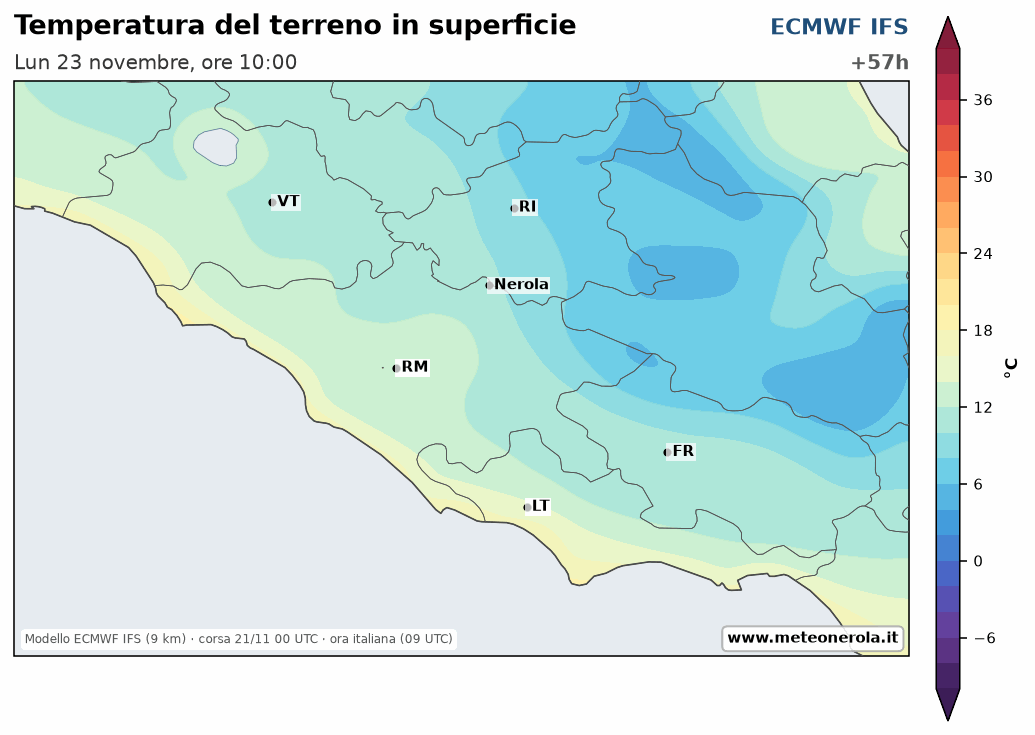 Temperatura del terreno in superficie
ECMWF IFS
Lun 23 novembre, ore 10:00
+57h
VT
RI
Nerola
RM
FR
LT
36
30
24
18
12
6
0
−6
°C
Modello ECMWF IFS (9 km) · corsa 21/11 00 UTC · ora italiana (09 UTC)
www.meteonerola.it